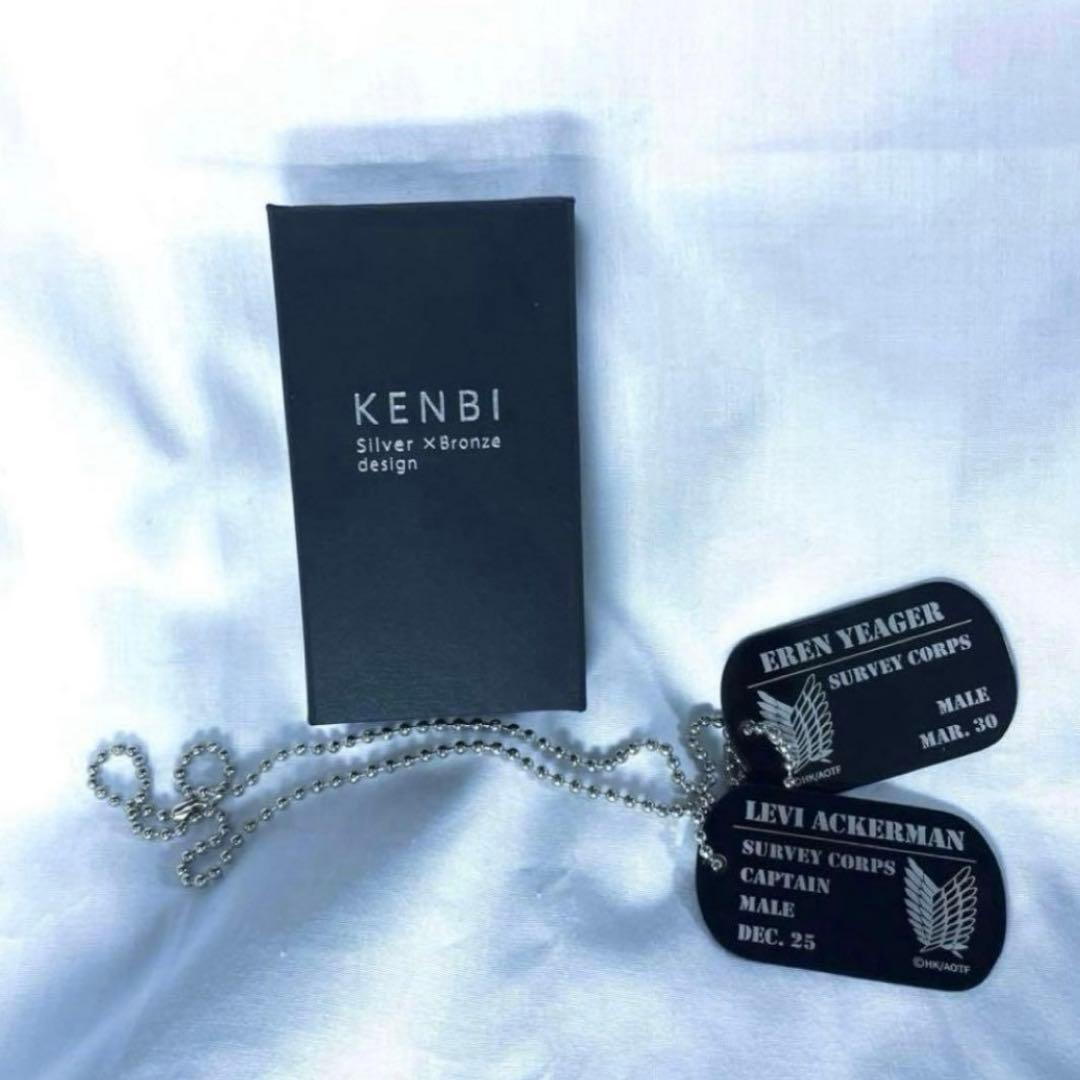 KENBI
Silver ×Bronze
design
EREN YEAGER
SURVEY CORPS
MALE
MAR. 30
©HK/AOTF
LEVI ACKERMAN
SURVEY CORPS
CAPTAIN
MALE
DEC. 25
©HK/AOTF